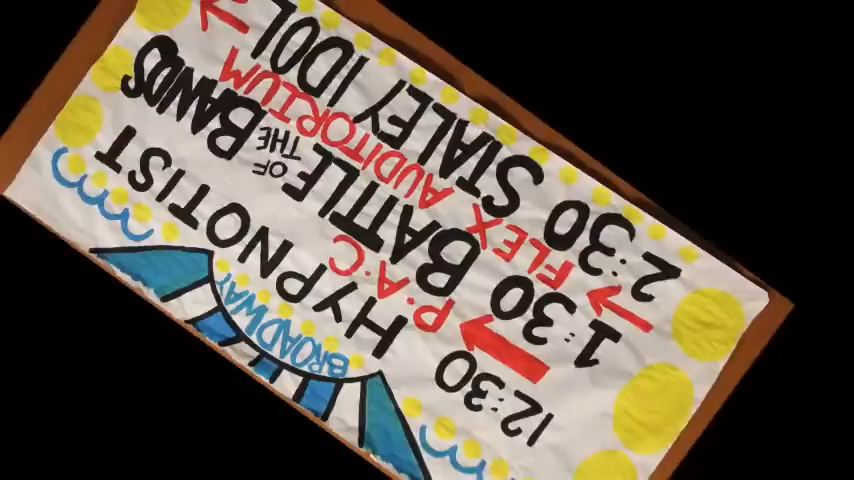 BROADWAY
12:30 HYPNOTIST
P.A.C
1:30 BATTLE OF THE BANDS
FLEX AUDITORIUM
2:30 STALEY IDOL